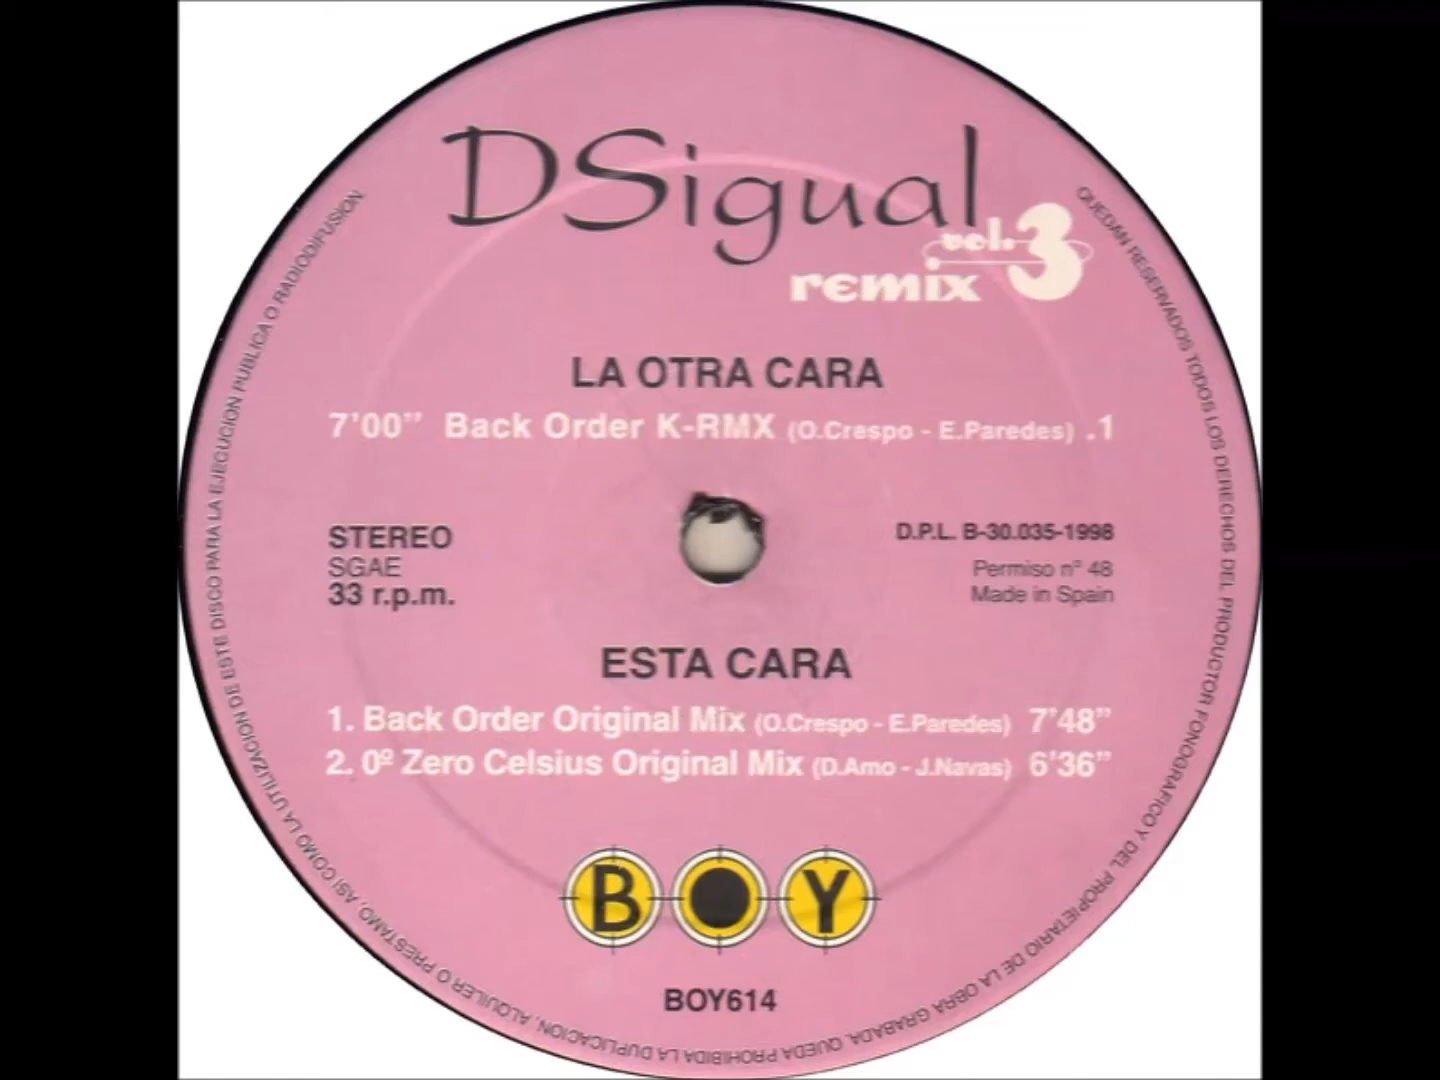 DSigual
vol. 3
remix
LA OTRA CARA
7'00" Back Order K-RMX (O.Crespo - E.Paredes) .1
STEREO
SGAE
33 r.p.m.
D.P.L. B-30.035-1998
Permiso nº 48
Made in Spain
ESTA CARA
1. Back Order Original Mix (O.Crespo - E.Paredes) 7'48"
2. 0º Zero Celsius Original Mix (D.Amo - J.Navas) 6'36"
BOY
BOY614
QUEDAN RESERVADOS TODOS LOS DERECHOS DEL PRODUCTOR FONOGRAFICO Y DEL PROPIETARIO DE LA OBRA GRABADA. QUEDA PROHIBIDA LA DUPLICACION, ALQUILER O PRESTAMO, ASI COMO LA UTILIZACION DE ESTE DISCO PARA LA EJECUCION PUBLICA O RADIODIFUSION.